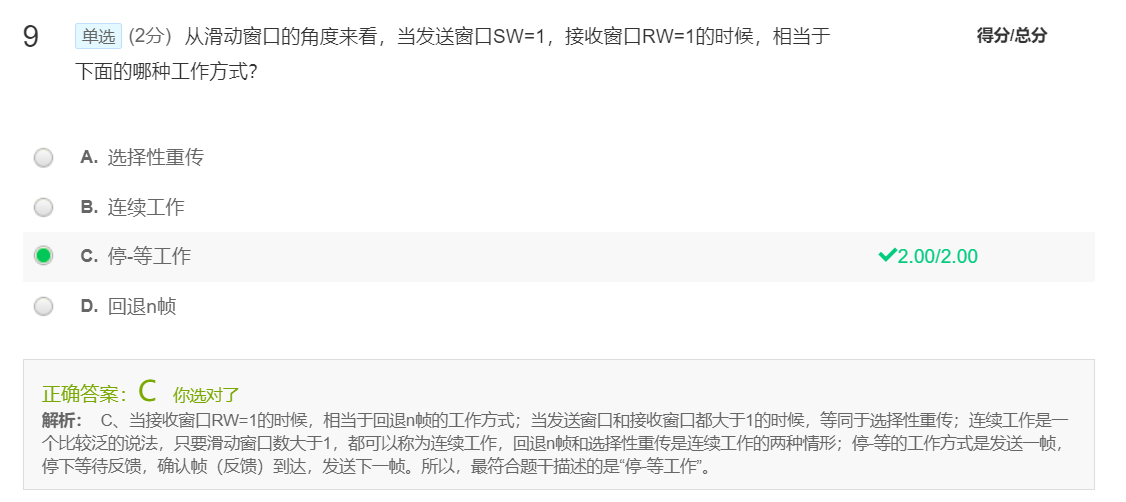 9 单选 (2分) 从滑动窗口的角度来看，当发送窗口SW=1，接收窗口RW=1的时候，相当于 得分/总分
下面的哪种工作方式？
A. 选择性重传
B. 连续工作
C. 停-等工作 2.00/2.00
D. 回退n帧
正确答案：C 你选对了
解析： C、当接收窗口RW=1的时候，相当于回退n帧的工作方式；当发送窗口和接收窗口都大于1的时候，等同于选择性重传；连续工作是一
个比较泛的说法，只要滑动窗口数大于1，都可以称为连续工作，回退n帧和选择性重传是连续工作的两种情形；停-等的工作方式是发送一帧，
停下等待反馈，确认帧（反馈）到达，发送下一帧。所以，最符合题干描述的是“停-等工作”。